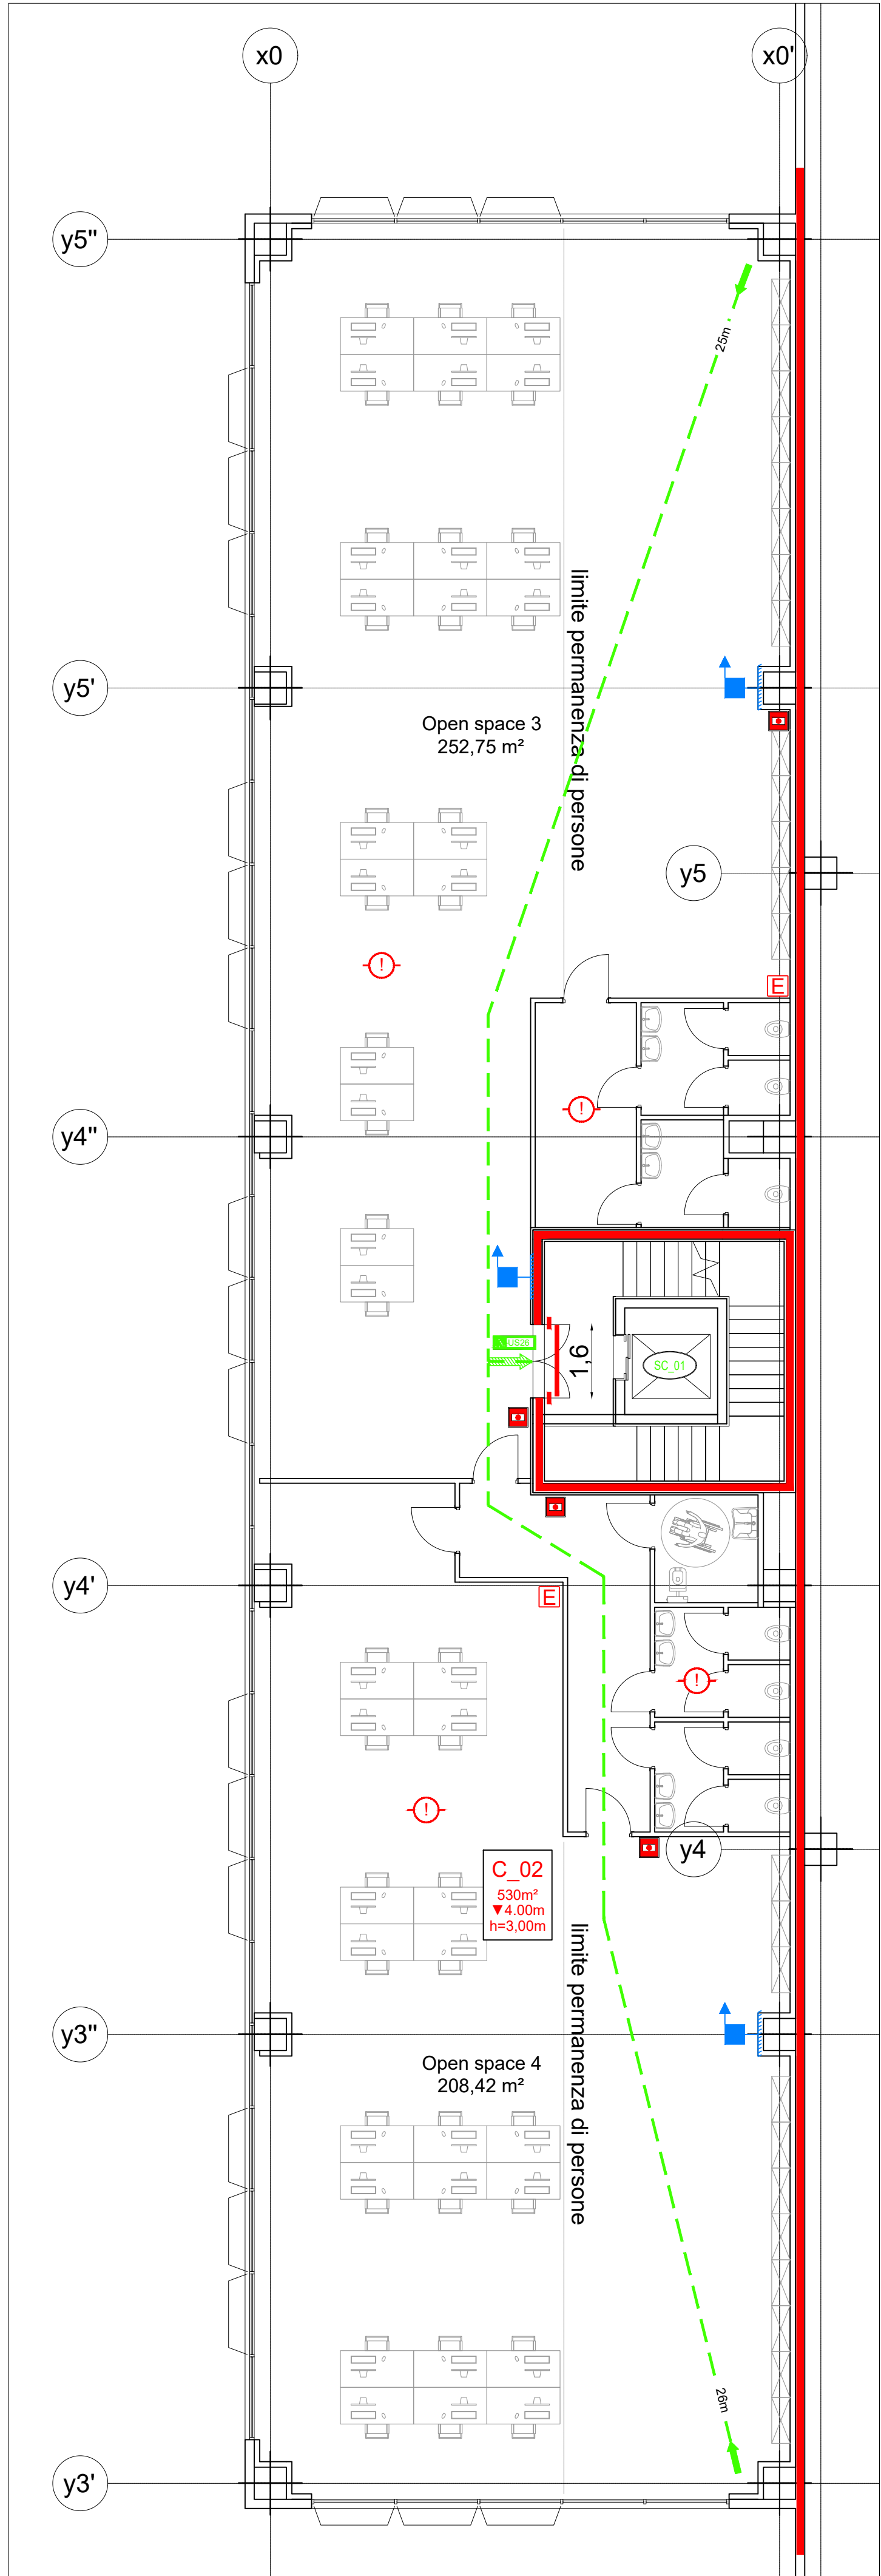 x0
x0'
y5"
25m
limite permanenza di persone
y5'
Open space 3
252,75 m²
y5
!
E
!
y4"
US26
1,6
SC_01
y4'
E
!
!
y4
C_02
530m²
▼4.00m
h=3,00m
limite permanenza di persone
y3"
Open space 4
208,42 m²
26m
y3'